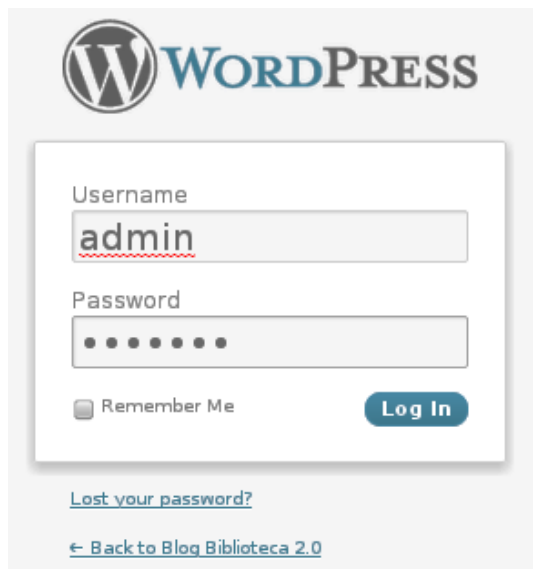 WORDPRESS
Username
admin
Password
•••••••
Remember Me
Log In
Lost your password?
← Back to Blog Biblioteca 2.0